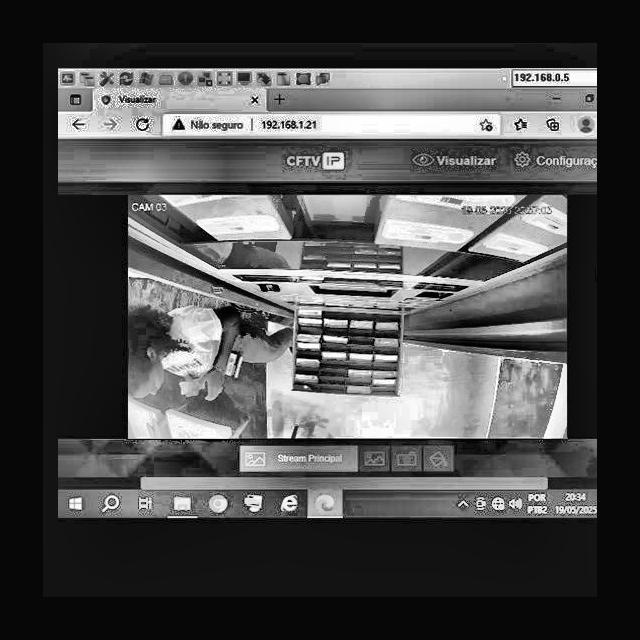 192.168.0.5
Visualizar
Não seguro | 192.168.1.21
CFTV IP
Visualizar
Configuraç
CAM 03
Stream Principal
POR
20:34
PTB2
19/05/2025